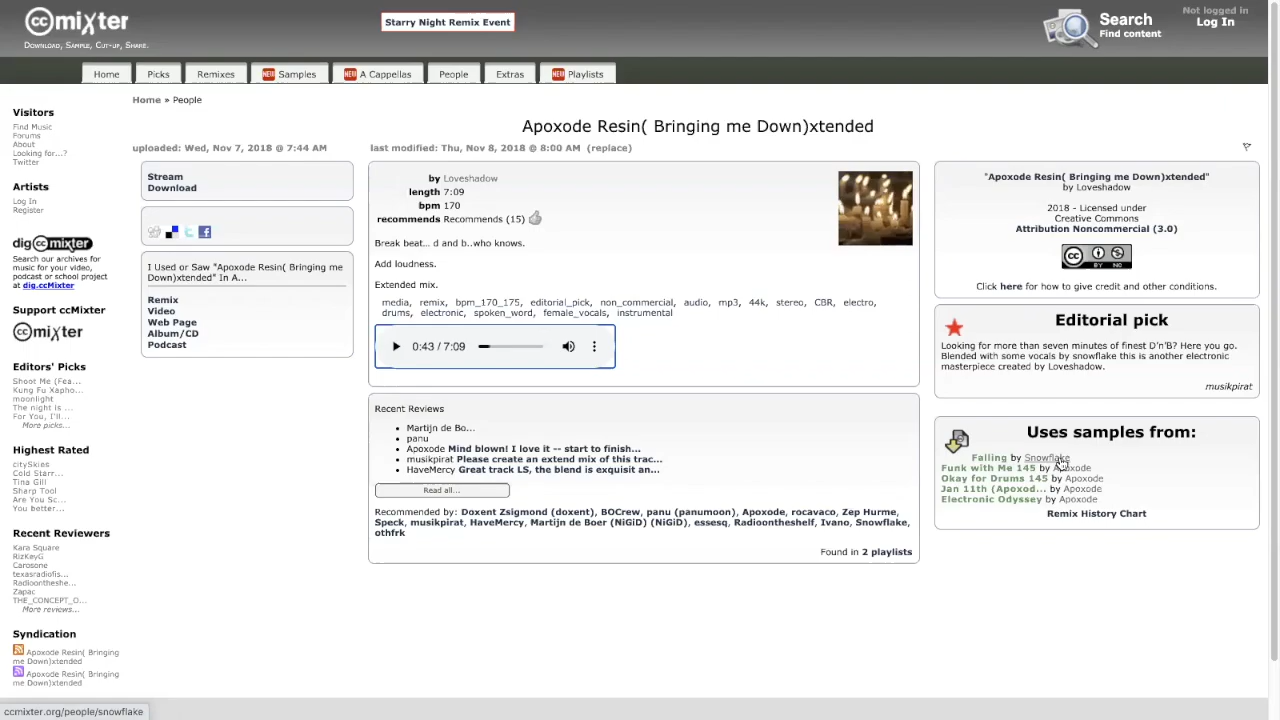 ccmixter
Download, Sample, Cut-up, Share.
Starry Night Remix Event
Search
Find content
Not logged in
Log In
Home
Picks
Remixes
NEW Samples
NEW A Cappellas
People
Extras
NEW Playlists
Visitors
Find Music
Forums
About
Looking for...?
Twitter
Artists
Log In
Register
dig ccMixter
Search our archives for
music for your video,
podcast or school project
at dig.ccMixter
Support ccMixter
ccmixter
Editors' Picks
Shoot Me (Fea...
Kung Fu Xapho...
moonlight
The night is ...
For You, I'll...
More picks...
Highest Rated
citySkies
Cold Starr...
Tina Gill
Sharp Tool
Are You Sc...
You better...
Recent Reviewers
Kara Square
RizKeyG
Carosone
texasradiofis...
Radioontheshe...
Zapac
THE_CONCEPT_O...
More reviews...
Syndication
Apoxode Resin( Bringing
me Down)xtended
Apoxode Resin( Bringing
me Down)xtended
Home » People
Apoxode Resin( Bringing me Down)xtended
uploaded: Wed, Nov 7, 2018 @ 7:44 AM
last modified: Thu, Nov 8, 2018 @ 8:00 AM (replace)
Stream
Download
I Used or Saw "Apoxode Resin( Bringing me
Down)xtended" In A...
Remix
Video
Web Page
Album/CD
Podcast
by Loveshadow
length 7:09
bpm 170
recommends Recommends (15)
Break beat... d and b..who knows.
Add loudness.
Extended mix.
media, remix, bpm_170_175, editorial_pick, non_commercial, audio, mp3, 44k, stereo, CBR, electro,
drums, electronic, spoken_word, female_vocals, instrumental
0:43 / 7:09
Recent Reviews
Martijn de Bo...
panu
Apoxode Mind blown! I love it -- start to finish...
musikpirat Please create an extend mix of this trac...
HaveMercy Great track LS, the blend is exquisit an...
Read all...
Recommended by: Doxent Zsigmond (doxent), BOCrew, panu (panumoon), Apoxode, rocavaco, Zep Hurme,
Speck, musikpirat, HaveMercy, Martijn de Boer (NiGiD) (NiGiD), essesq, Radioontheshelf, Ivano, Snowflake,
othfrk
Found in 2 playlists
"Apoxode Resin( Bringing me Down)xtended"
by Loveshadow
2018 - Licensed under
Creative Commons
Attribution Noncommercial (3.0)
cc
BY NC
Click here for how to give credit and other conditions.
Editorial pick
Looking for more than seven minutes of finest D'n'B? Here you go.
Blended with some vocals by snowflake this is another electronic
masterpiece created by Loveshadow.
musikpirat
Uses samples from:
Falling by Snowflake
Funk with Me 145 by Apoxode
Okay for Drums 145 by Apoxode
Jan 11th (Apoxod... by Apoxode
Electronic Odyssey by Apoxode
Remix History Chart
ccmixter.org/people/snowflake